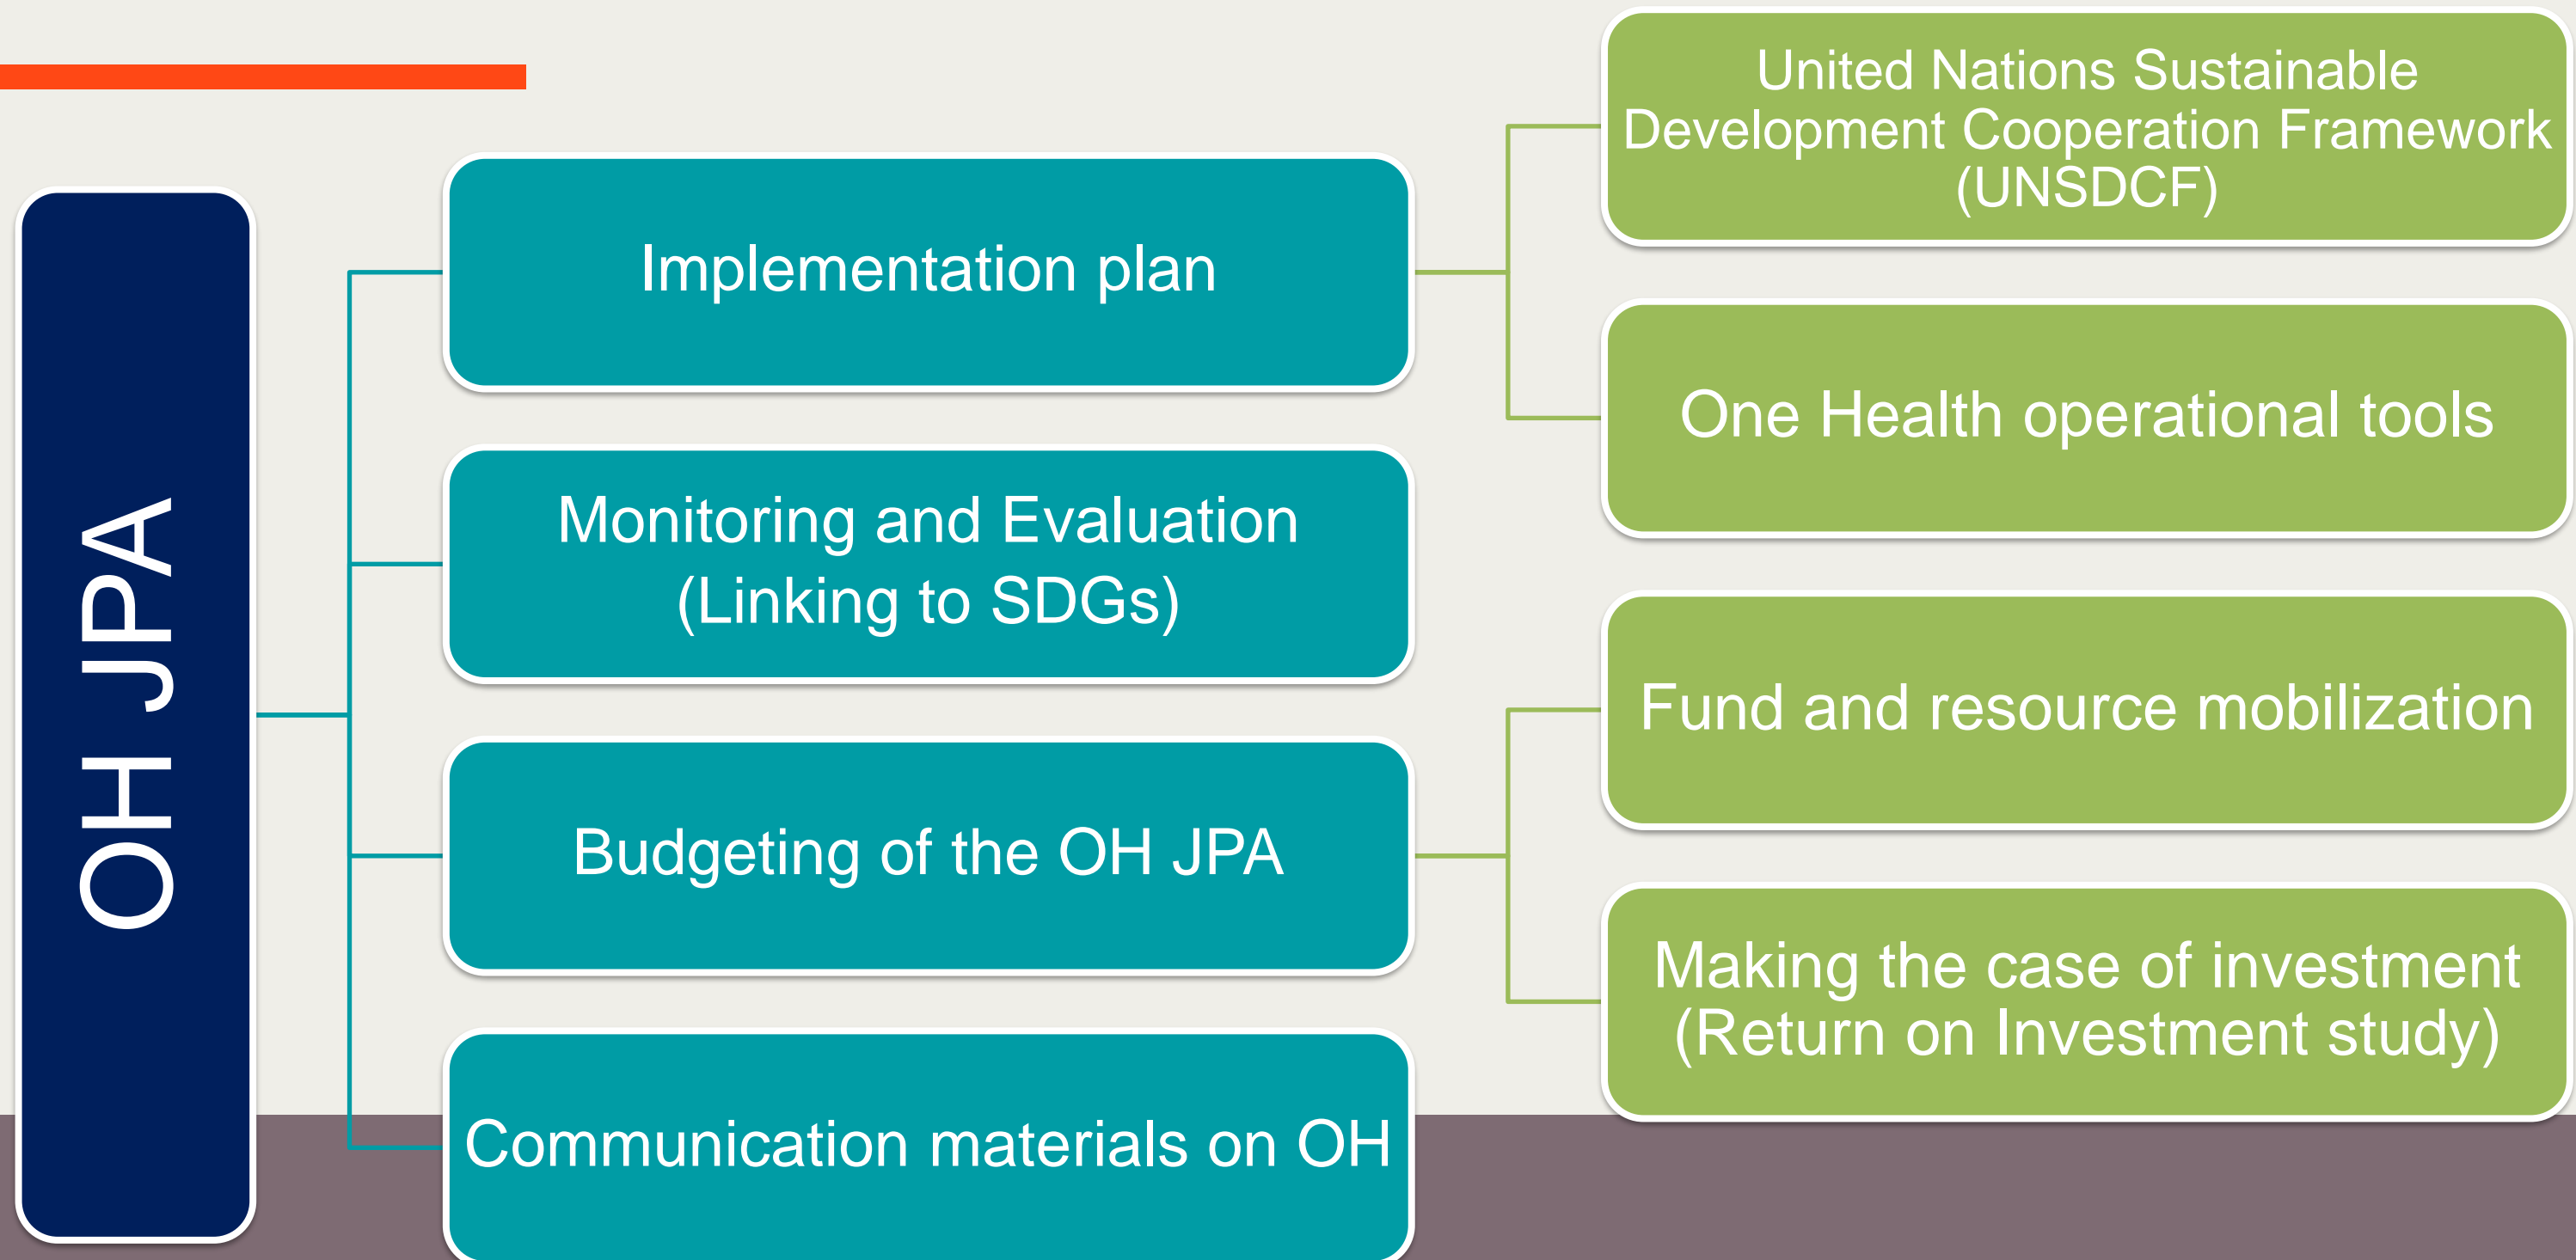 OH JPA
Implementation plan
United Nations Sustainable
Development Cooperation Framework
(UNSDCF)
One Health operational tools
Monitoring and Evaluation
(Linking to SDGs)
Budgeting of the OH JPA
Fund and resource mobilization
Making the case of investment
(Return on Investment study)
Communication materials on OH